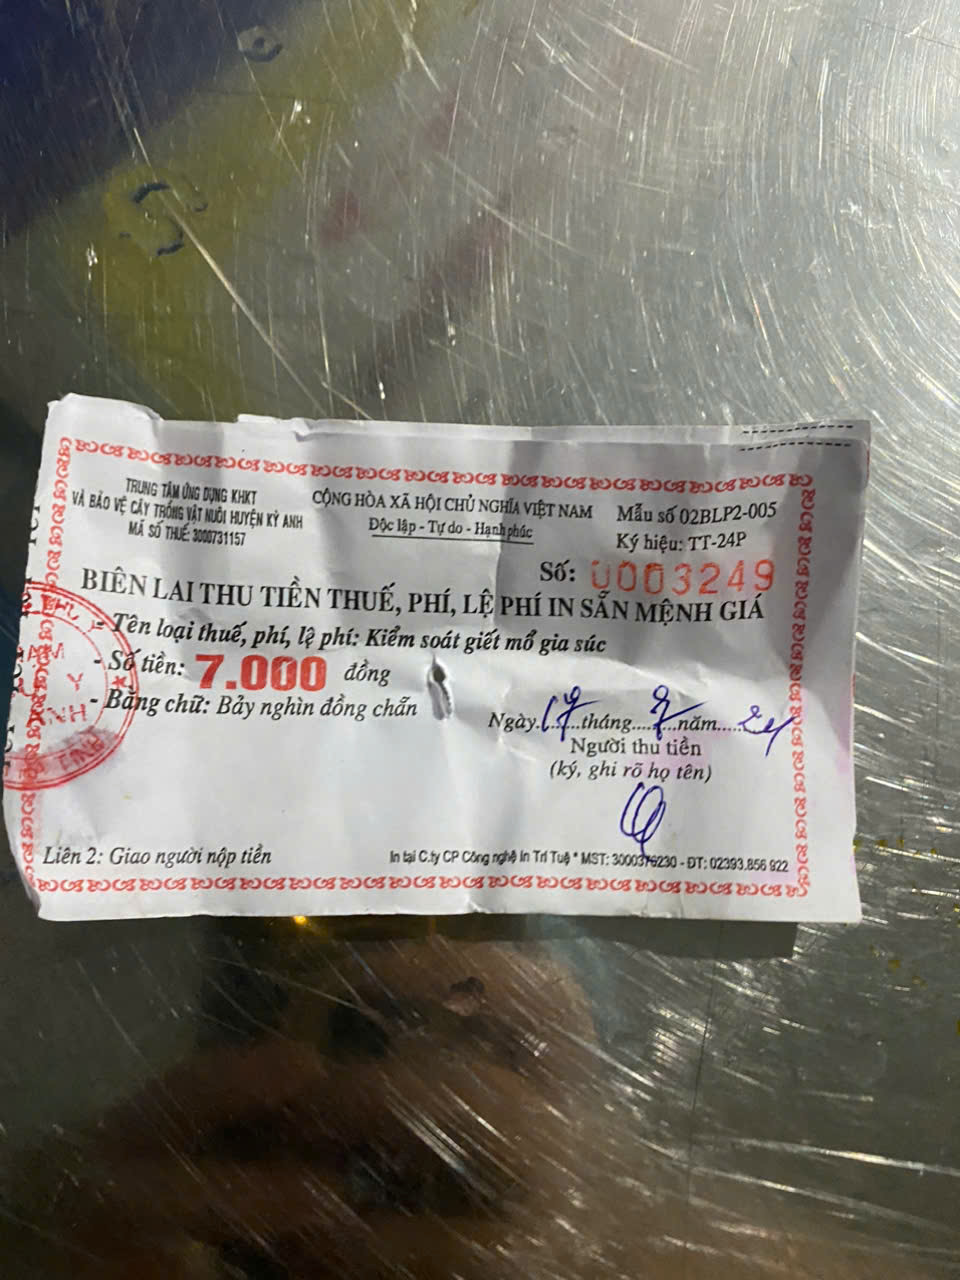 TRUNG TÂM ỨNG DỤNG KHKT
VÀ BẢO VỆ CÂY TRỒNG VẬT NUÔI HUYỆN KỲ ANH
MÃ SỐ THUẾ: 3000731157
CỘNG HÒA XÃ HỘI CHỦ NGHĨA VIỆT NAM
Độc lập - Tự do - Hạnh phúc
Mẫu số 02BLP2-005
Ký hiệu: TT-24P
Số: 0003249
BIÊN LAI THU TIỀN THUẾ, PHÍ, LỆ PHÍ IN SẴN MỆNH GIÁ
- Tên loại thuế, phí, lệ phí: Kiểm soát giết mổ gia súc
- Số tiền: 7.000 đồng
- Bằng chữ: Bảy nghìn đồng chẵn
Ngày.17....tháng....7...năm.....24
Người thu tiền
(ký, ghi rõ họ tên)
Liên 2: Giao người nộp tiền
In tại C.ty CP Công nghệ in Trí Tuệ * MST: 3000376230 - ĐT: 02393.856 922